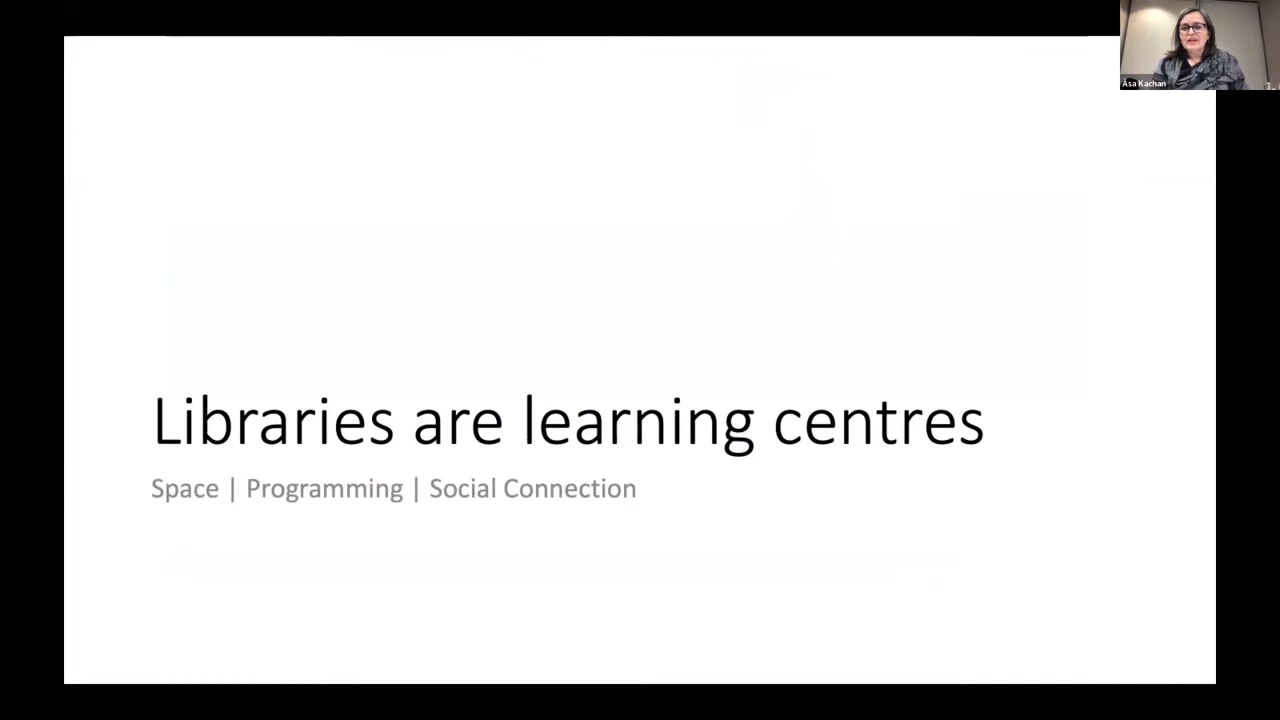 Åsa Kachan
Libraries are learning centres
Space | Programming | Social Connection